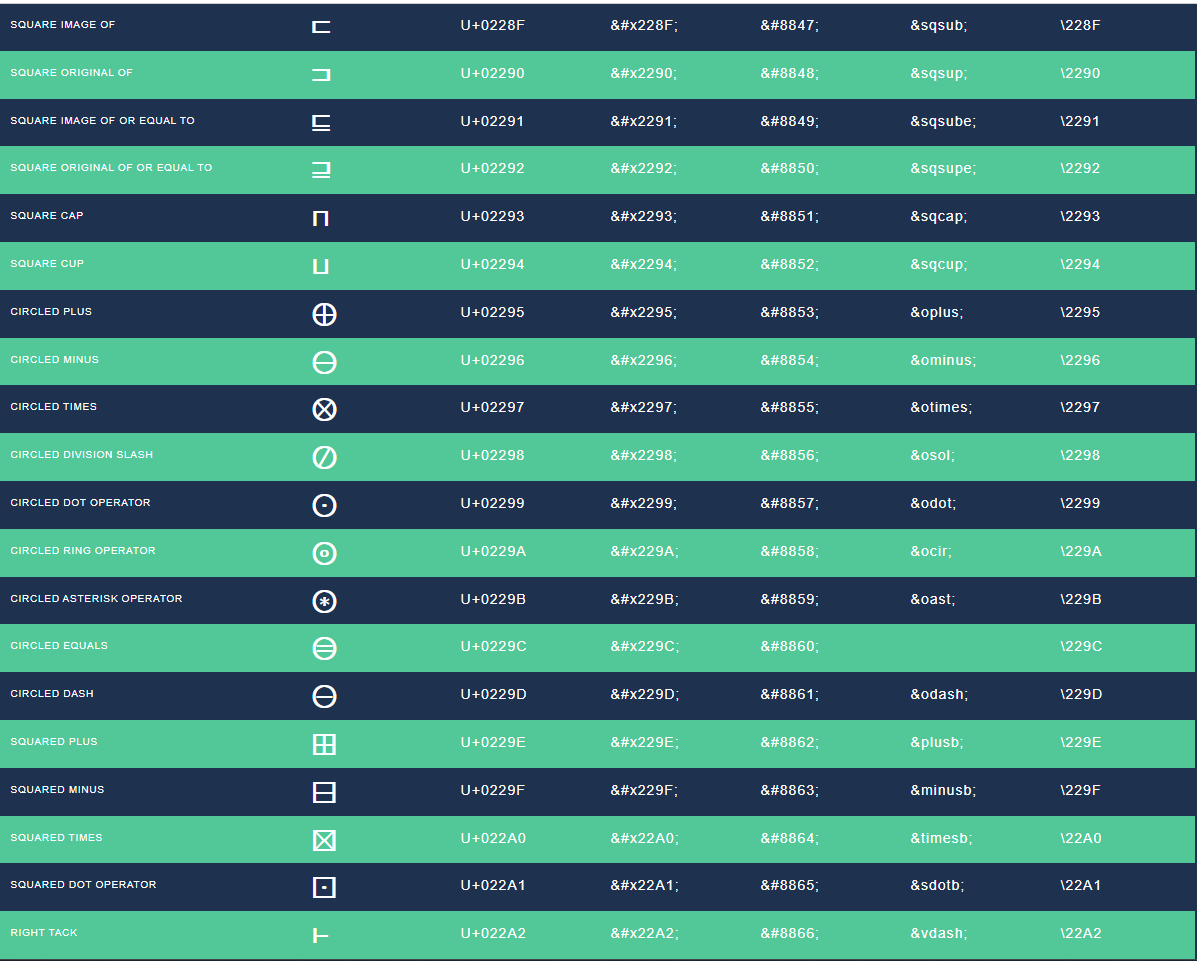 SQUARE IMAGE OF ⊏ U+0228F &#x228F; &#8847; &sqsub; \228F
SQUARE ORIGINAL OF ⊐ U+02290 &#x2290; &#8848; &sqsup; \2290
SQUARE IMAGE OF OR EQUAL TO ⊑ U+02291 &#x2291; &#8849; &sqsube; \2291
SQUARE ORIGINAL OF OR EQUAL TO ⊒ U+02292 &#x2292; &#8850; &sqsupe; \2292
SQUARE CAP ⊓ U+02293 &#x2293; &#8851; &sqcap; \2293
SQUARE CUP ⊔ U+02294 &#x2294; &#8852; &sqcup; \2294
CIRCLED PLUS ⊕ U+02295 &#x2295; &#8853; &oplus; \2295
CIRCLED MINUS ⊖ U+02296 &#x2296; &#8854; &ominus; \2296
CIRCLED TIMES ⊗ U+02297 &#x2297; &#8855; &otimes; \2297
CIRCLED DIVISION SLASH ⊘ U+02298 &#x2298; &#8856; &osol; \2298
CIRCLED DOT OPERATOR ⊙ U+02299 &#x2299; &#8857; &odot; \2299
CIRCLED RING OPERATOR ⊚ U+0229A &#x229A; &#8858; &ocir; \229A
CIRCLED ASTERISK OPERATOR ⊛ U+0229B &#x229B; &#8859; &oast; \229B
CIRCLED EQUALS ⊜ U+0229C &#x229C; &#8860; \229C
CIRCLED DASH ⊝ U+0229D &#x229D; &#8861; &odash; \229D
SQUARED PLUS ⊞ U+0229E &#x229E; &#8862; &plusb; \229E
SQUARED MINUS ⊟ U+0229F &#x229F; &#8863; &minusb; \229F
SQUARED TIMES ⊠ U+022A0 &#x22A0; &#8864; &timesb; \22A0
SQUARED DOT OPERATOR ⊡ U+022A1 &#x22A1; &#8865; &sdotb; \22A1
RIGHT TACK ⊢ U+022A2 &#x22A2; &#8866; &vdash; \22A2